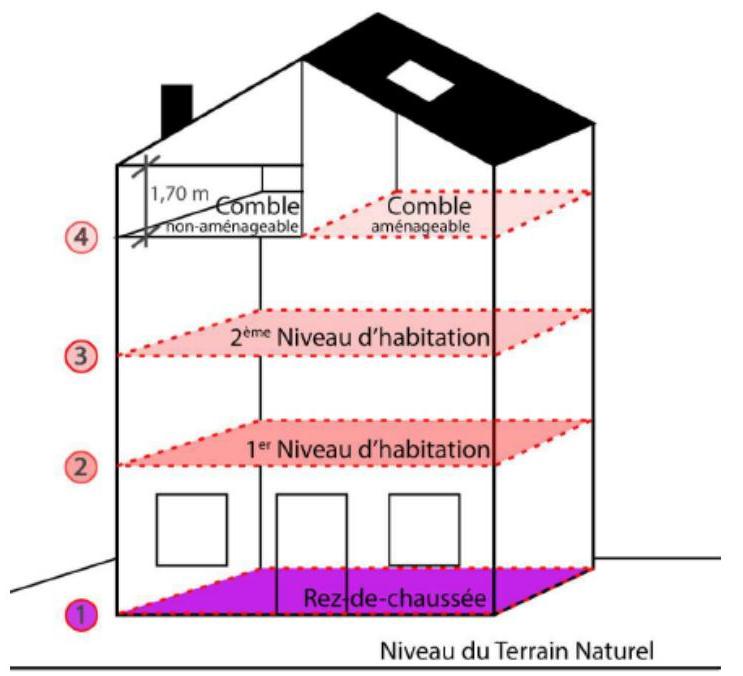 1,70 m
Comble
non-aménageable
Comble
aménageable
4
2ème Niveau d'habitation
3
1er Niveau d'habitation
2
Rez-de-chaussée
1
Niveau du Terrain Naturel